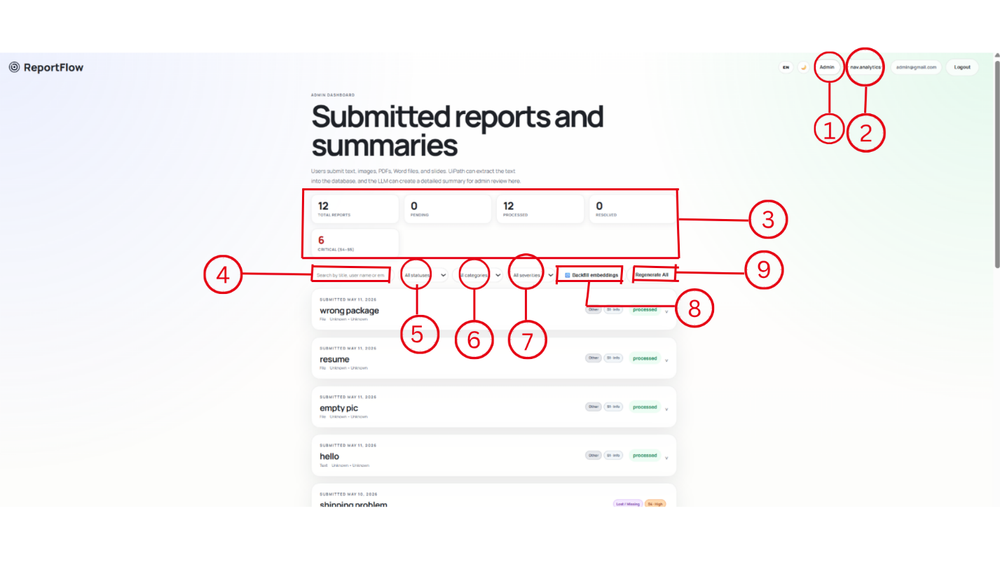 ReportFlow
EN Admin nav.analytics admin@gmail.com Logout
1 2
ADMIN DASHBOARD
Submitted reports and
summaries
Users submit text, images, PDFs, Word files, and slides. UiPath can extract the text
into the database, and the LLM can create a detailed summary for admin review here.
12 0 12 0
TOTAL REPORTS PENDING PROCESSED RESOLVED
3
6
CRITICAL (S4–S5)
4 9
Search by title, user name or em All statuses ll categories All severities Backfill embeddings Regenerate All
8
SUBMITTED MAY 11, 2026
wrong package Other S1 · Info processed
File Unknown • Unknown
5 6 7
SUBMITTED MAY 11, 2026
resume Other S1 · Info processed
File Unknown • Unknown
SUBMITTED MAY 11, 2026
empty pic Other S1 · Info processed
File Unknown • Unknown
SUBMITTED MAY 11, 2026
hello Other S1 · Info processed
Text Unknown • Unknown
SUBMITTED MAY 10, 2026
shipping problem Lost / Missing S4 · High